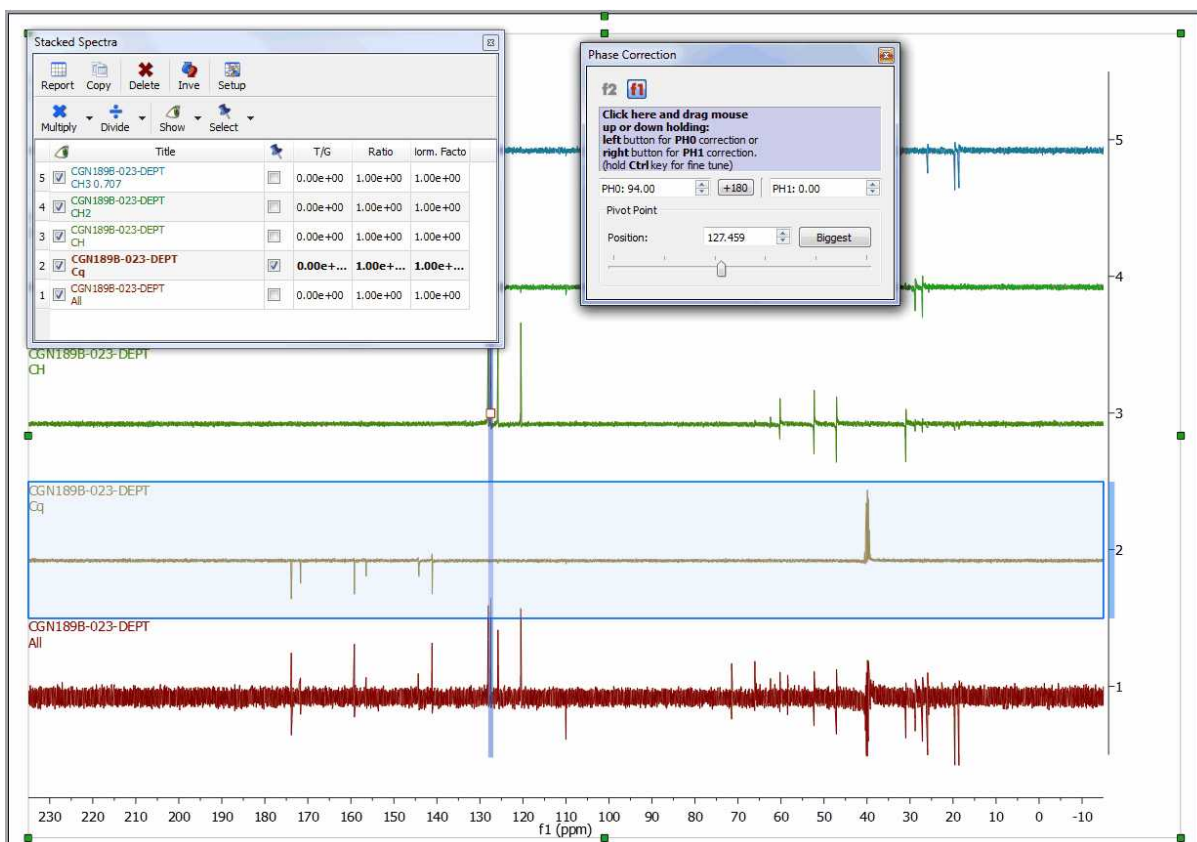 Stacked Spectra
Report Copy Delete Inve Setup
Multiply Divide Show Select
Title T/G Ratio lorm. Facto
5 CGN189B-023-DEPT
CH3 0.707 0.00e+00 1.00e+00 1.00e+00
4 CGN189B-023-DEPT
CH2 0.00e+00 1.00e+00 1.00e+00
3 CGN189B-023-DEPT
CH 0.00e+00 1.00e+00 1.00e+00
2 CGN189B-023-DEPT
Cq 0.00e+... 1.00e+... 1.00e+...
1 CGN189B-023-DEPT
All 0.00e+00 1.00e+00 1.00e+00
Phase Correction
f2 f1
Click here and drag mouse
up or down holding:
left button for PH0 correction or
right button for PH1 correction.
(hold Ctrl key for fine tune)
PH0: 94.00 +180 PH1: 0.00
Pivot Point
Position: 127.459 Biggest
5
4
CGN189B-023-DEPT
CH
3
CGN189B-023-DEPT
Cq
2
CGN189B-023-DEPT
All
1
230 220 210 200 190 180 170 160 150 140 130 120 110 100 90 80 70 60 50 40 30 20 10 0 -10
f1 (ppm)